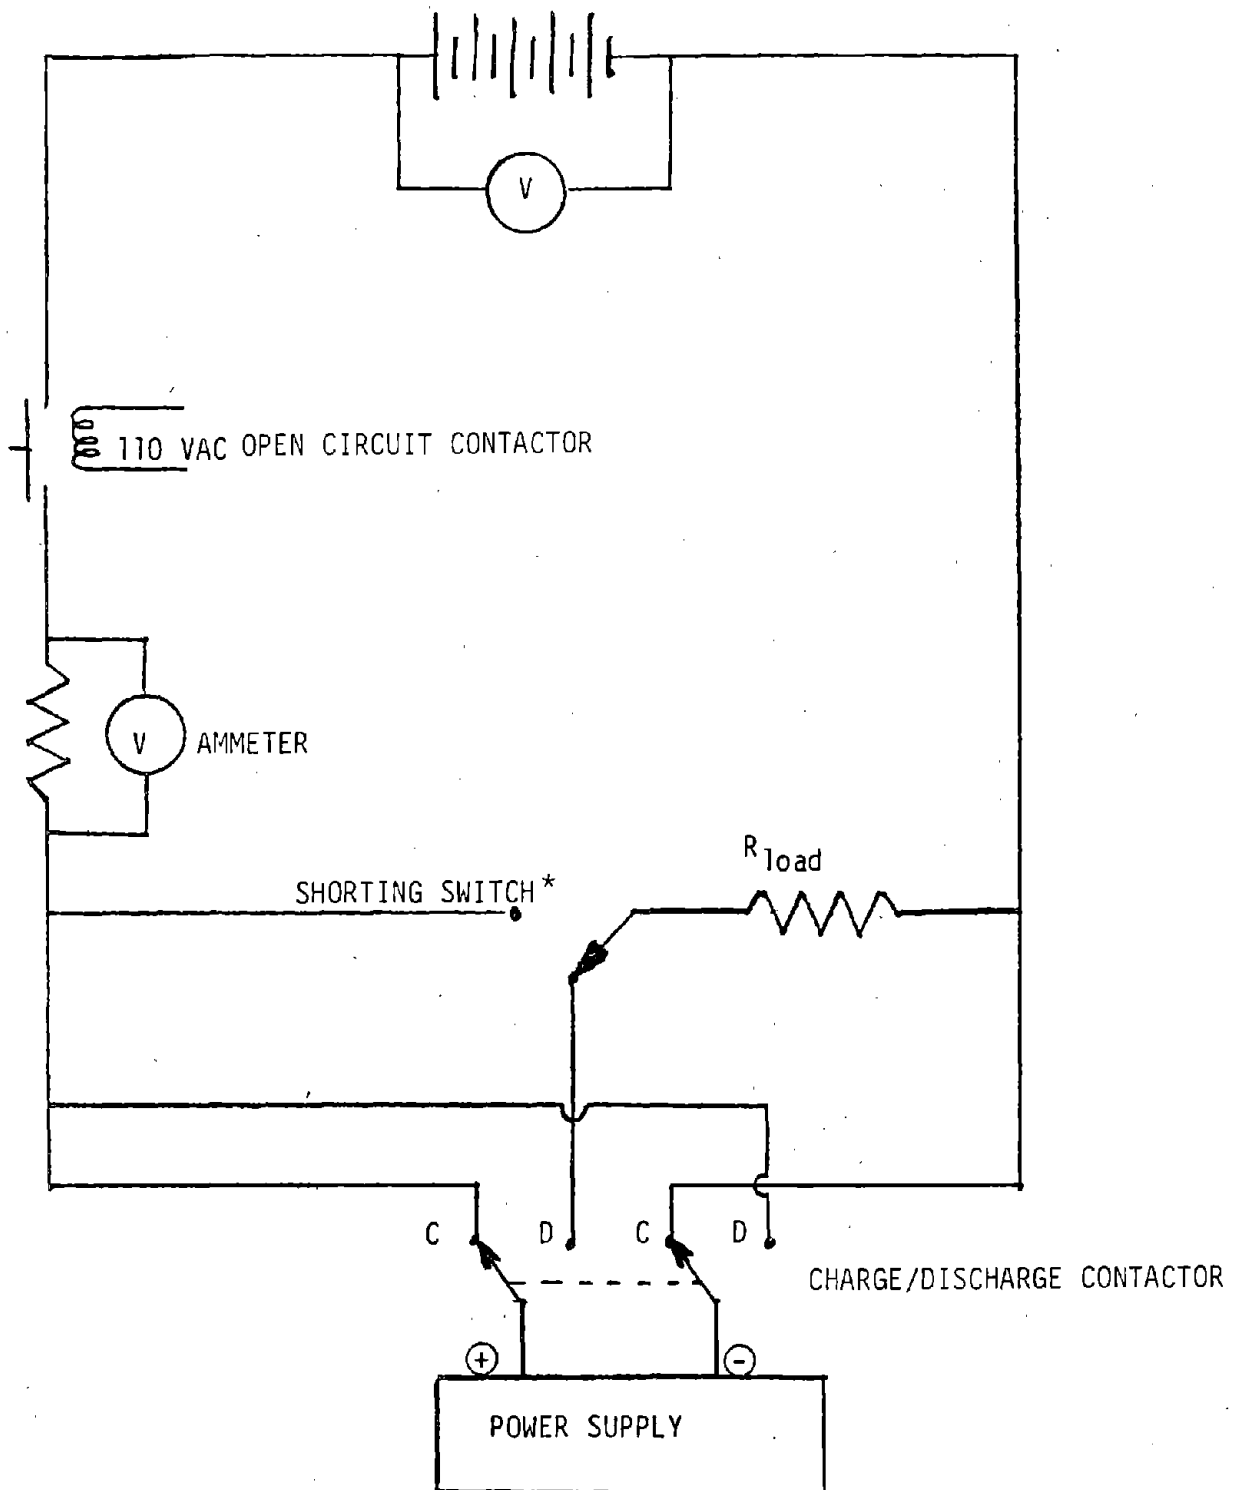 V
110 VAC OPEN CIRCUIT CONTACTOR
V AMMETER
R load
SHORTING SWITCH*
C D C D
CHARGE/DISCHARGE CONTACTOR
+ -
POWER SUPPLY